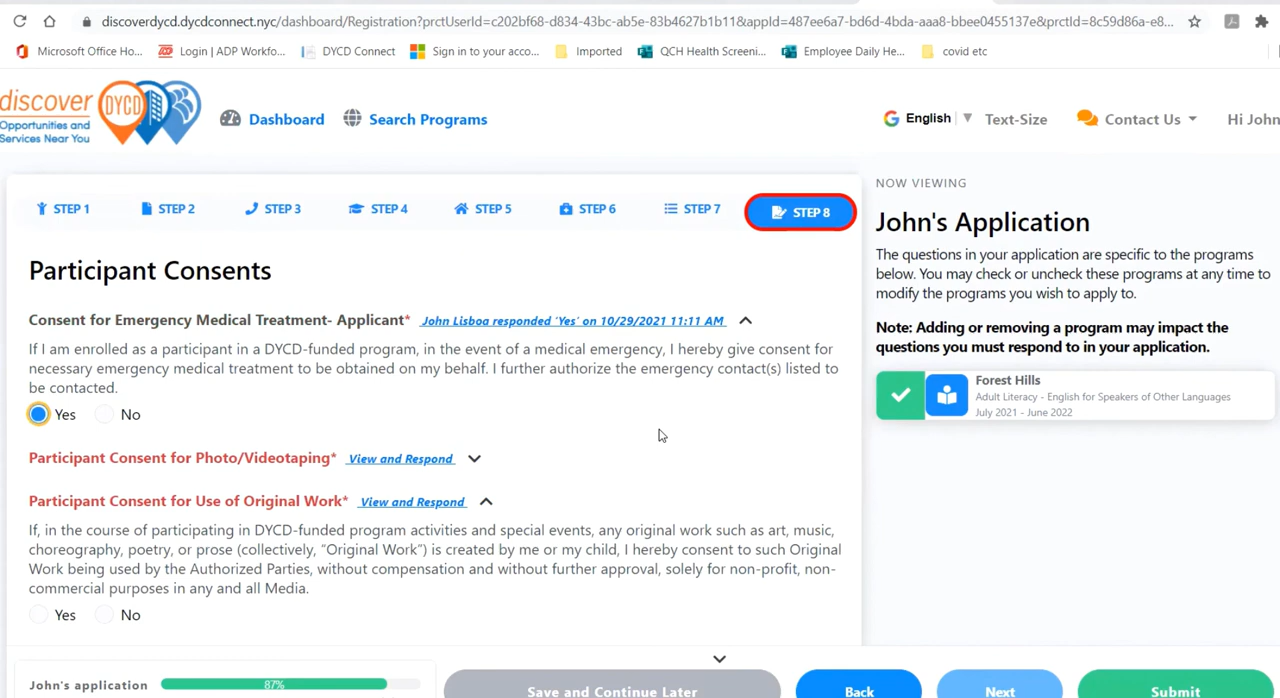 discoverdycd.dycdconnect.nyc/dashboard/Registration?prctUserId=c202bf68-d834-43bc-ab5e-83b4627b1b11&appId=487ee6a7-bd6d-4bda-aaa8-bbee0455137e&prctId=8c59d86a-e8...
Microsoft Office Ho... Login | ADP Workfo... DYCD Connect Sign in to your acco... Imported QCH Health Screeni... Employee Daily He... covid etc
discover DYCD
Opportunities and
Services Near You
Dashboard Search Programs
English Text-Size Contact Us Hi John
STEP 1 STEP 2 STEP 3 STEP 4 STEP 5 STEP 6 STEP 7 STEP 8
Participant Consents
Consent for Emergency Medical Treatment- Applicant* John Lisboa responded 'Yes' on 10/29/2021 11:11 AM
If I am enrolled as a participant in a DYCD-funded program, in the event of a medical emergency, I hereby give consent for
necessary emergency medical treatment to be obtained on my behalf. I further authorize the emergency contact(s) listed to
be contacted.
Yes No
Participant Consent for Photo/Videotaping* View and Respond
Participant Consent for Use of Original Work* View and Respond
If, in the course of participating in DYCD-funded program activities and special events, any original work such as art, music,
choreography, poetry, or prose (collectively, “Original Work”) is created by me or my child, I hereby consent to such Original
Work being used by the Authorized Parties, without compensation and without further approval, solely for non-profit, non-
commercial purposes in any and all Media.
Yes No
NOW VIEWING
John's Application
The questions in your application are specific to the programs
below. You may check or uncheck these programs at any time to
modify the programs you wish to apply to.
Note: Adding or removing a program may impact the
questions you must respond to in your application.
Forest Hills
Adult Literacy - English for Speakers of Other Languages
July 2021 - June 2022
John's application 87% Save and Continue Later Back Next Submit